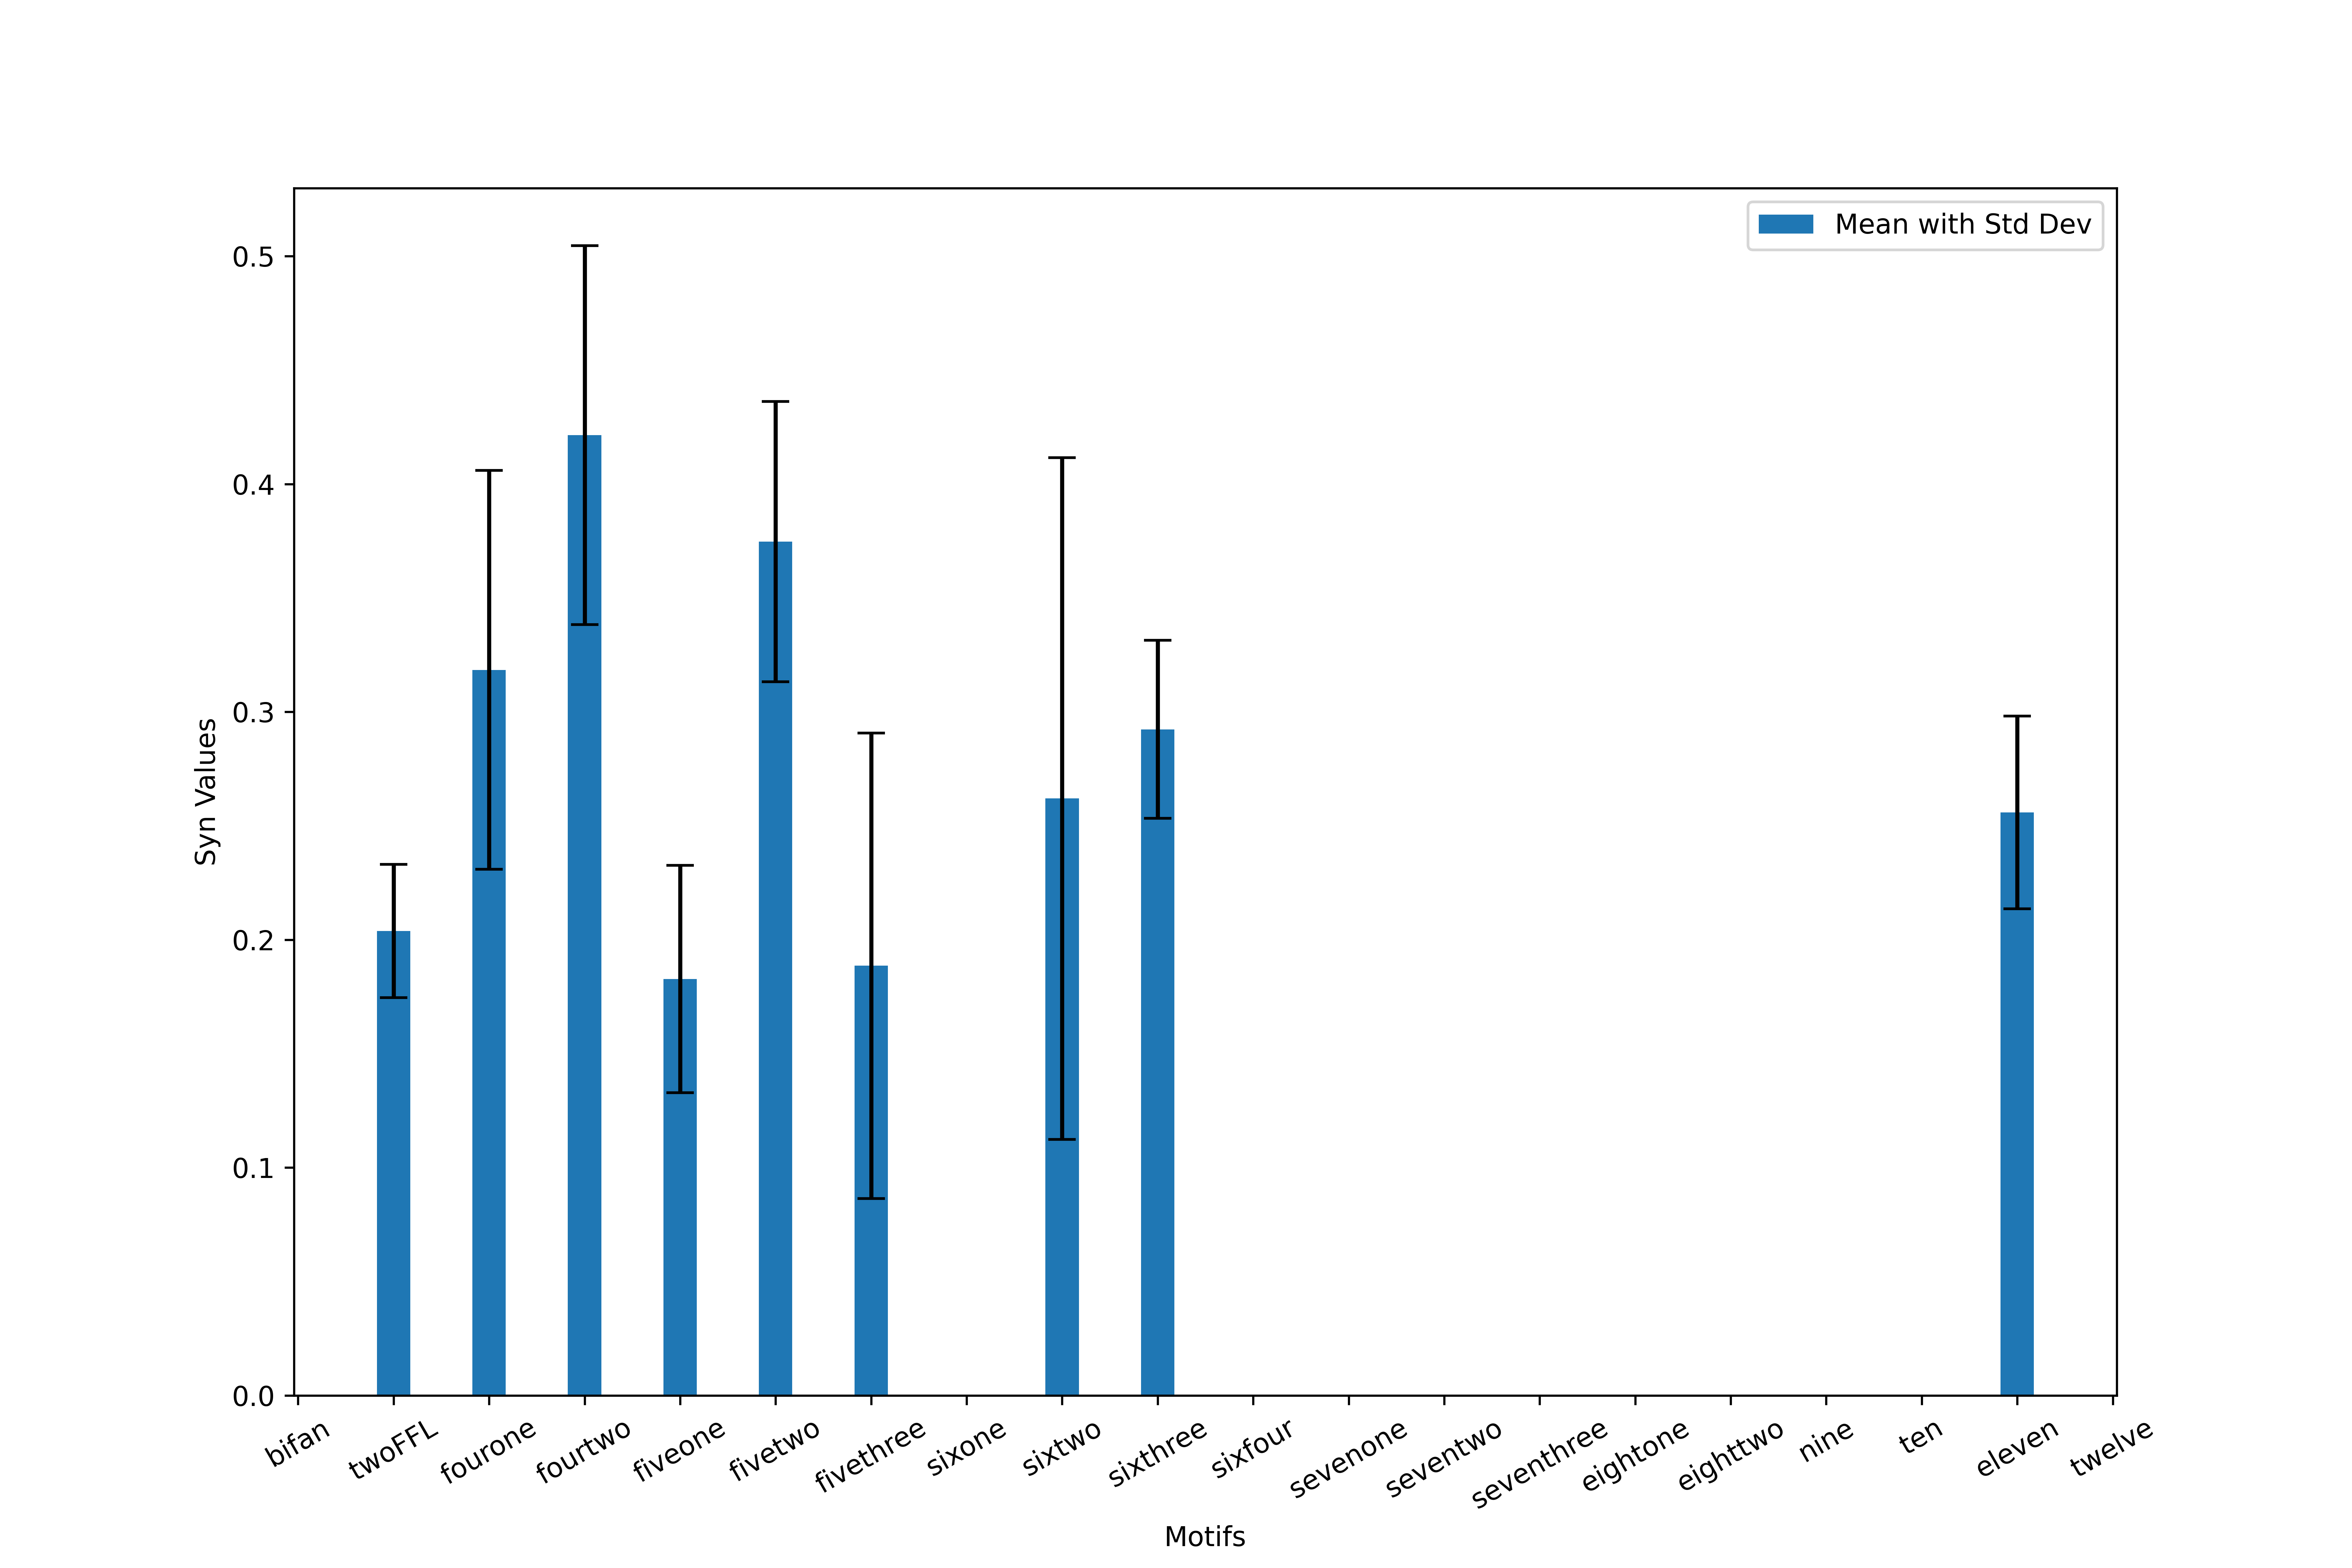 Mean with Std Dev
0.5
0.4
0.3
0.2
0.1
0.0
Syn Values
bifan
twoFFL
fourone
fourtwo
fiveone
fivetwo
fivethree
sixone
sixtwo
sixthree
sixfour
sevenone
seventwo
seventhree
eightone
eighttwo
nine
ten
eleven
twelve
Motifs